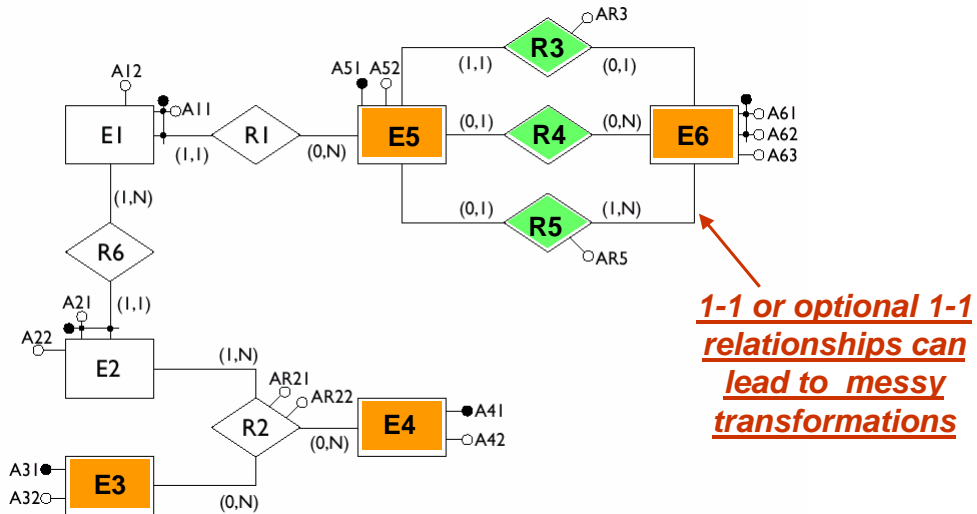 AR3
R3
A12
A51 A52
(1,1)
(0,1)
A11
A61
E1
R1
E5
(0,1)
R4
(0,N)
E6
A62
(1,1)
(0,N)
A63
(1,N)
(0,1)
R5
(1,N)
R6
AR5
A21
(1,1)
1-1 or optional 1-1
relationships can
lead to messy
transformations
A22
E2
(1,N)
AR21
AR22
A41
R2
(0,N)
E4
A42
A31
E3
A32
(0,N)